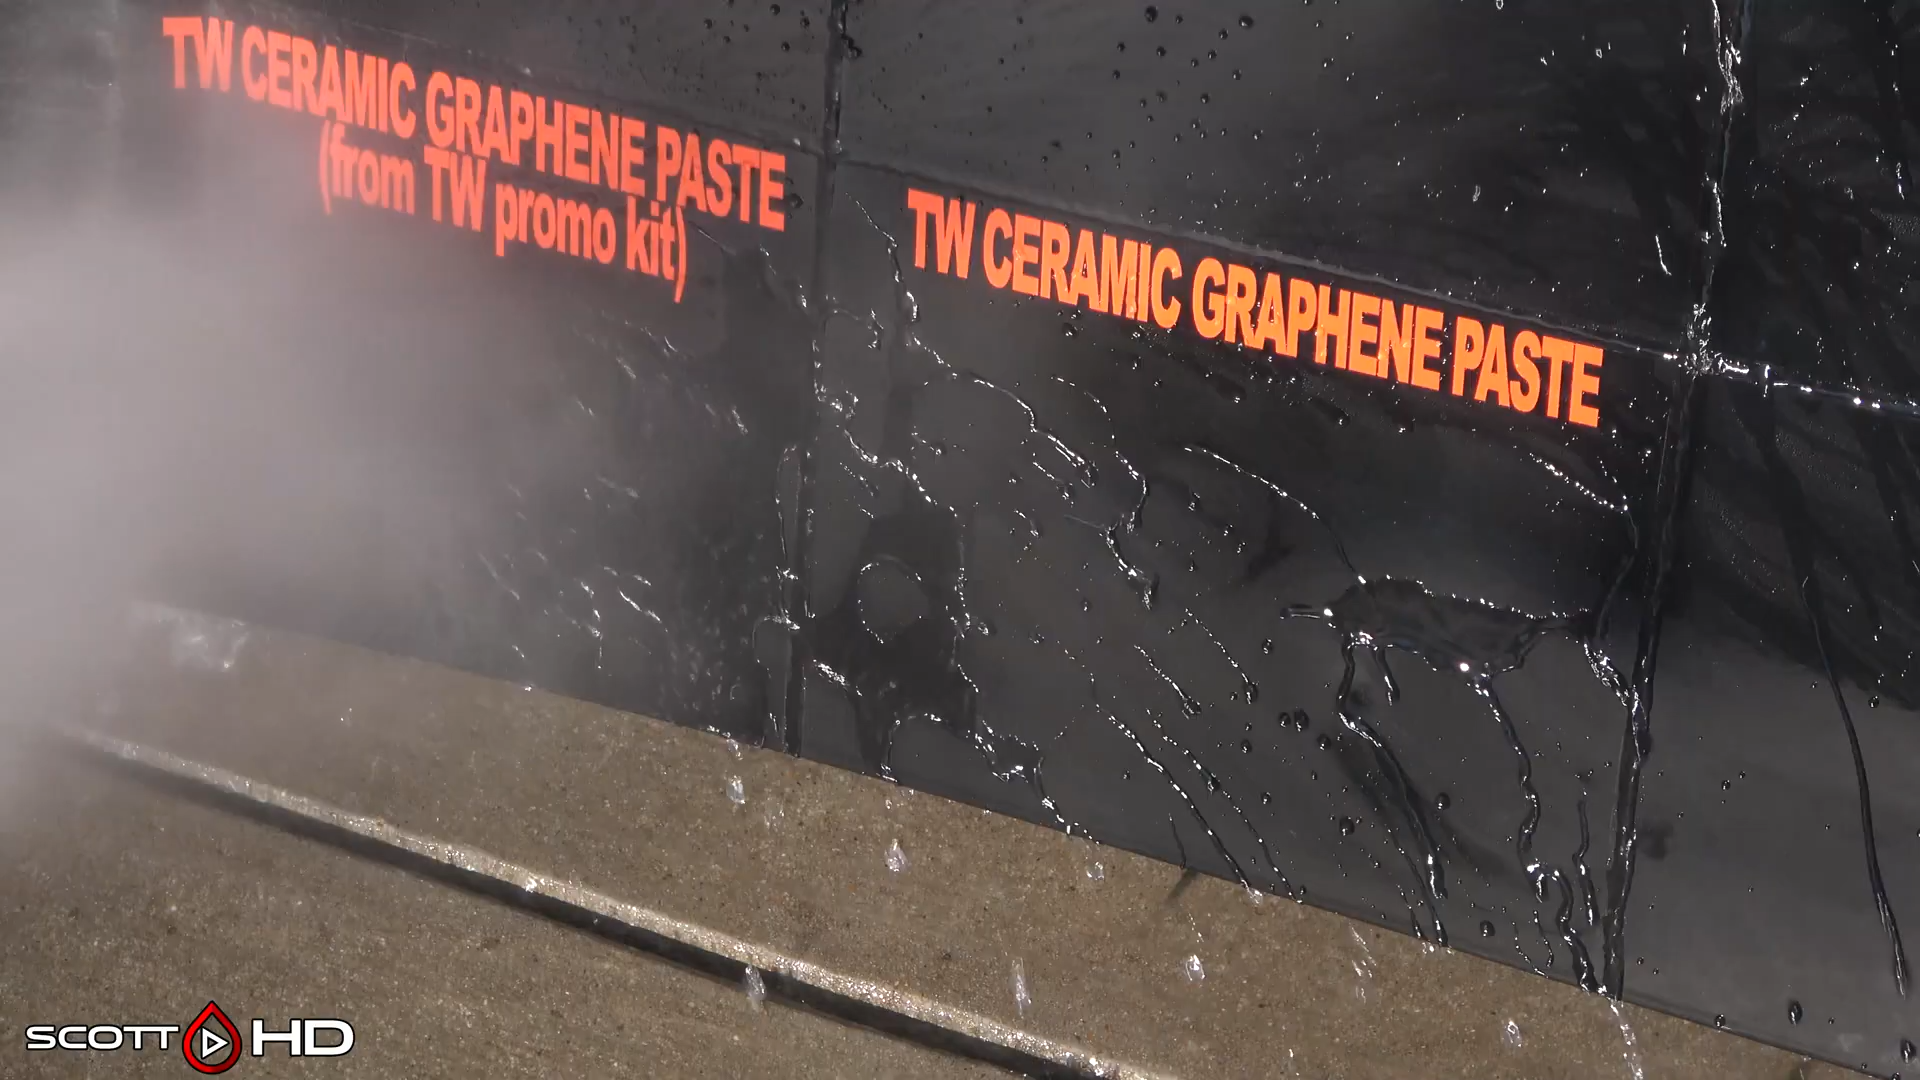 TW CERAMIC GRAPHENE PASTE
(from TW promo kit)
TW CERAMIC GRAPHENE PASTE
SCOTT HD